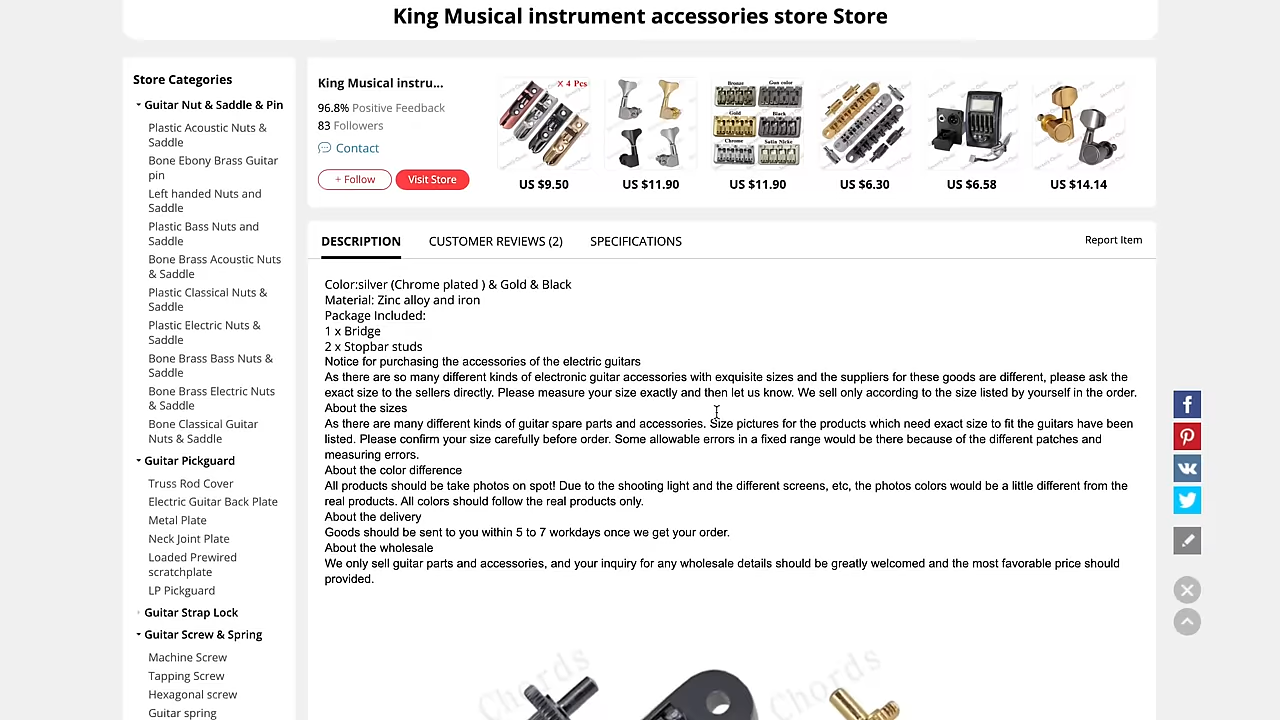 King Musical instrument accessories store Store
Store Categories
Guitar Nut & Saddle & Pin
Plastic Acoustic Nuts &
Saddle
Bone Ebony Brass Guitar
pin
Left handed Nuts and
Saddle
Plastic Bass Nuts and
Saddle
Bone Brass Acoustic Nuts
& Saddle
Plastic Classical Nuts &
Saddle
Plastic Electric Nuts &
Saddle
Bone Brass Bass Nuts &
Saddle
Bone Brass Electric Nuts
& Saddle
Bone Classical Guitar
Nuts & Saddle
Guitar Pickguard
Truss Rod Cover
Electric Guitar Back Plate
Metal Plate
Neck Joint Plate
Loaded Prewired
scratchplate
LP Pickguard
Guitar Strap Lock
Guitar Screw & Spring
Machine Screw
Tapping Screw
Hexagonal screw
Guitar spring
King Musical instru...
96.8% Positive Feedback
83 Followers
Contact
+ Follow
Visit Store
X 4 Pcs
Bronze
Gun color
Gold
Black
Chrome
Satin Nicke
US $9.50
US $11.90
US $11.90
US $6.30
US $6.58
US $14.14
DESCRIPTION
CUSTOMER REVIEWS (2)
SPECIFICATIONS
Report Item
Color:silver (Chrome plated ) & Gold & Black
Material: Zinc alloy and iron
Package Included:
1 x Bridge
2 x Stopbar studs
Notice for purchasing the accessories of the electric guitars
As there are so many different kinds of electronic guitar accessories with exquisite sizes and the suppliers for these goods are different, please ask the
exact size to the sellers directly. Please measure your size exactly and then let us know. We sell only according to the size listed by yourself in the order.
About the sizes
As there are many different kinds of guitar spare parts and accessories. Size pictures for the products which need exact size to fit the guitars have been
listed. Please confirm your size carefully before order. Some allowable errors in a fixed range would be there because of the different patches and
measuring errors.
About the color difference
All products should be take photos on spot! Due to the shooting light and the different screens, etc, the photos colors would be a little different from the
real products. All colors should follow the real products only.
About the delivery
Goods should be sent to you within 5 to 7 workdays once we get your order.
About the wholesale
We only sell guitar parts and accessories, and your inquiry for any wholesale details should be greatly welcomed and the most favorable price should
provided.
Chords
Chords